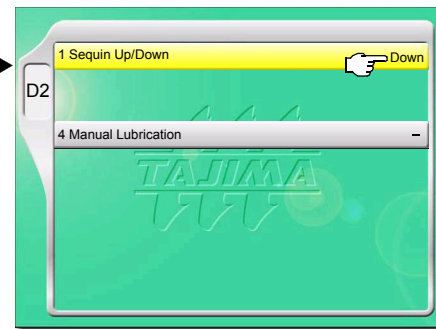 1 Sequin Up/Down Down
D2
4 Manual Lubrication –
TAJIMA